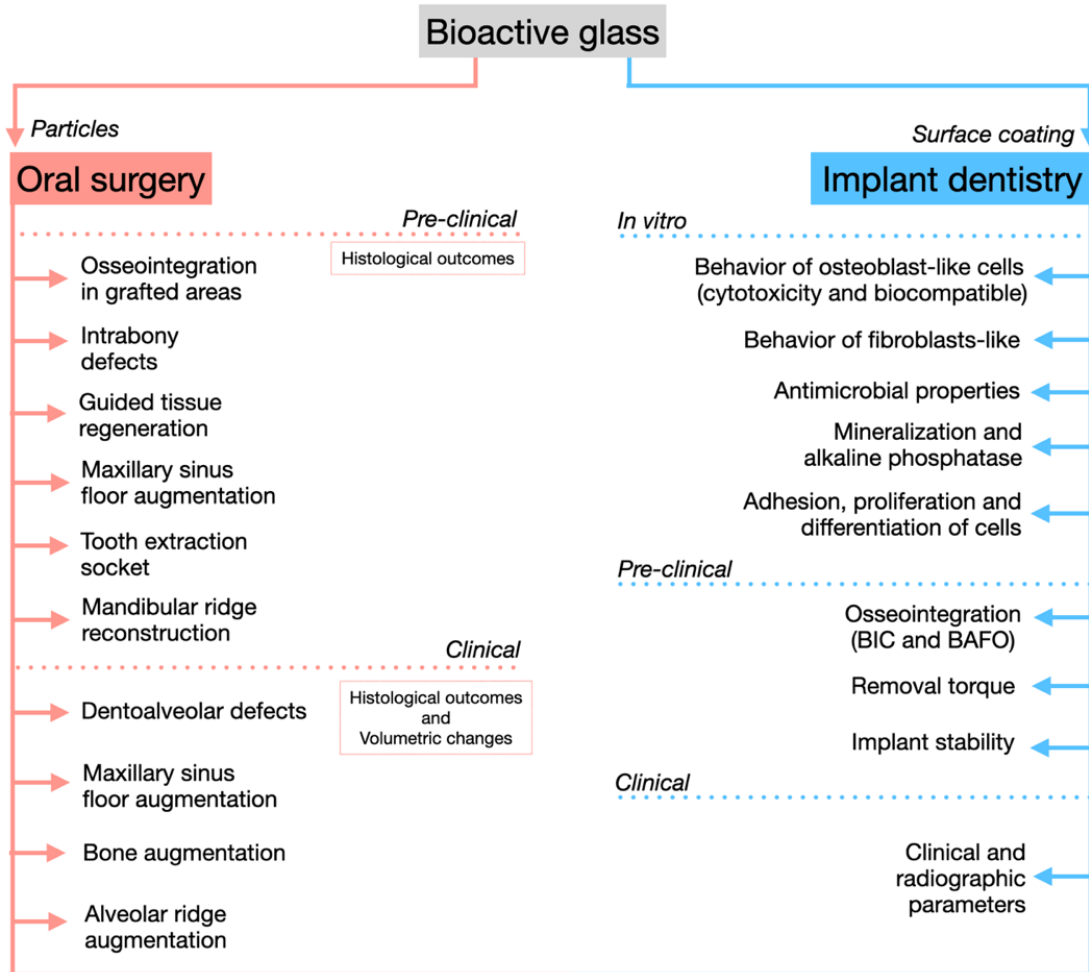 Bioactive glass
Particles
Oral surgery
Pre-clinical
Histological outcomes
Osseointegration
in grafted areas
Intrabony
defects
Guided tissue
regeneration
Maxillary sinus
floor augmentation
Tooth extraction
socket
Mandibular ridge
reconstruction
Clinical
Histological outcomes
and
Volumetric changes
Dentoalveolar defects
Maxillary sinus
floor augmentation
Bone augmentation
Alveolar ridge
augmentation
Surface coating
Implant dentistry
In vitro
Behavior of osteoblast-like cells
(cytotoxicity and biocompatible)
Behavior of fibroblasts-like
Antimicrobial properties
Mineralization and
alkaline phosphatase
Adhesion, proliferation and
differentiation of cells
Pre-clinical
Osseointegration
(BIC and BAFO)
Removal torque
Implant stability
Clinical
Clinical and
radiographic
parameters